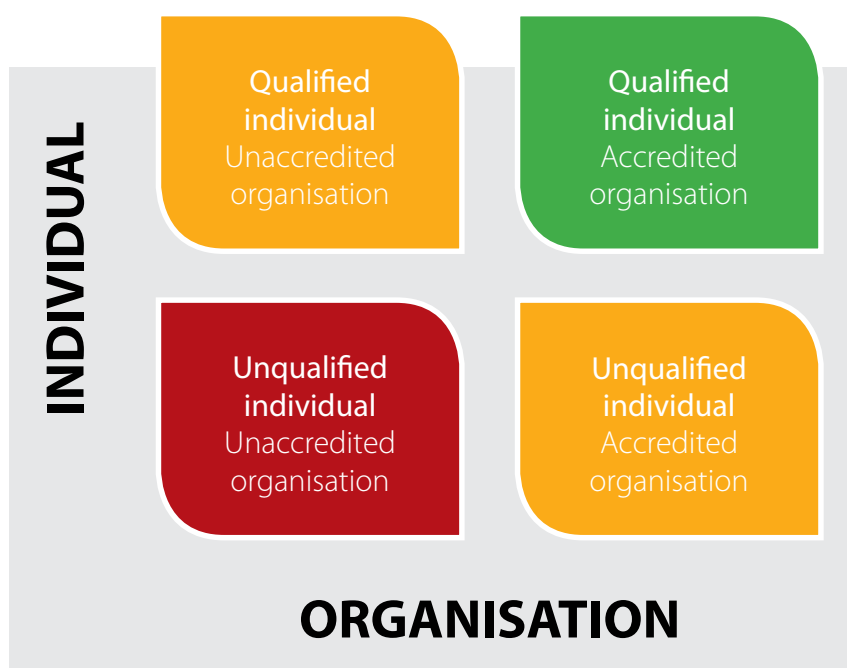 INDIVIDUAL
Qualified
individual
Unaccredited
organisation
Qualified
individual
Accredited
organisation
Unqualified
individual
Unaccredited
organisation
Unqualified
individual
Accredited
organisation
ORGANISATION